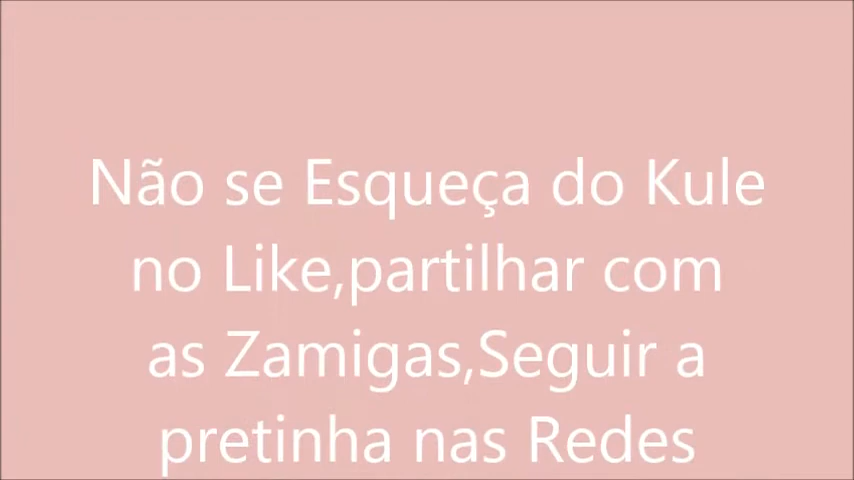 Não se Esqueça do Kule
no Like,partilhar com
as Zamigas,Seguir a
pretinha nas Redes